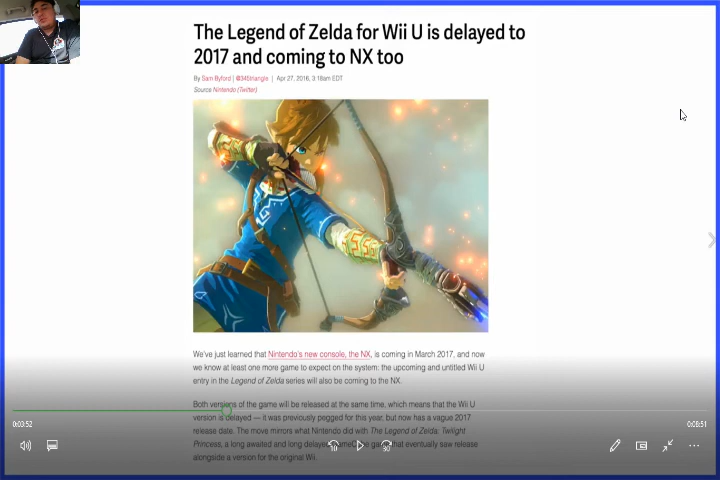 The Legend of Zelda for Wii U is delayed to
2017 and coming to NX too
By Sam Byford | @345triangle | Apr 27, 2016, 3:18am EDT
Source Nintendo (Twitter)
We've just learned that Nintendo's new console, the NX, is coming in March 2017, and now
we know at least one more game to expect on the system: the upcoming and untitled Wii U
entry in the Legend of Zelda series will also be coming to the NX.
Both versions of the game will be released at the same time, which means that the Wii U
version is delayed — it was previously pegged for this year, but now has a vague 2017
release date. The move mirrors what Nintendo did with The Legend of Zelda: Twilight
Princess, a long awaited and long delayed game that eventually saw release
alongside a version for the original Wii.
0:03:52
0:08:51
10
30